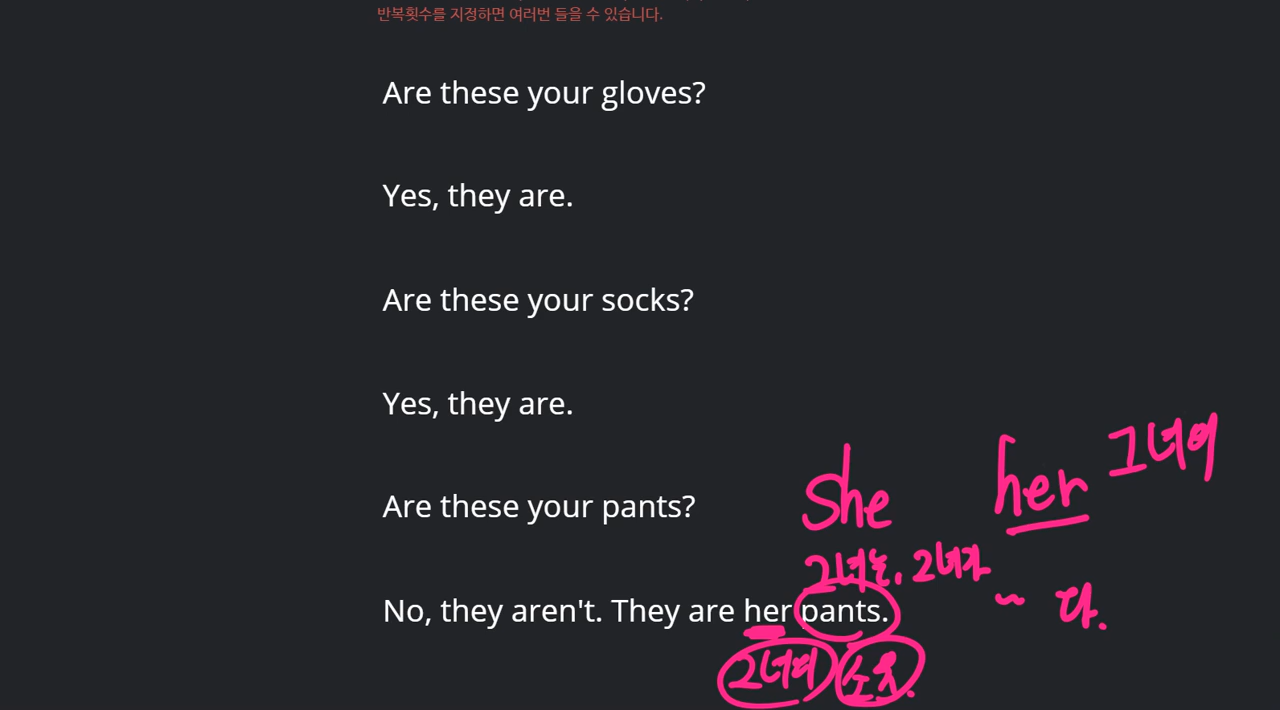 반복횟수를 지정하면 여러번 들을 수 있습니다.
Are these your gloves?
Yes, they are.
Are these your socks?
Yes, they are.
Are these your pants?
She her 그녀의
그녀는. 그녀가 ~ 다.
No, they aren't. They are her pants.
그녀의